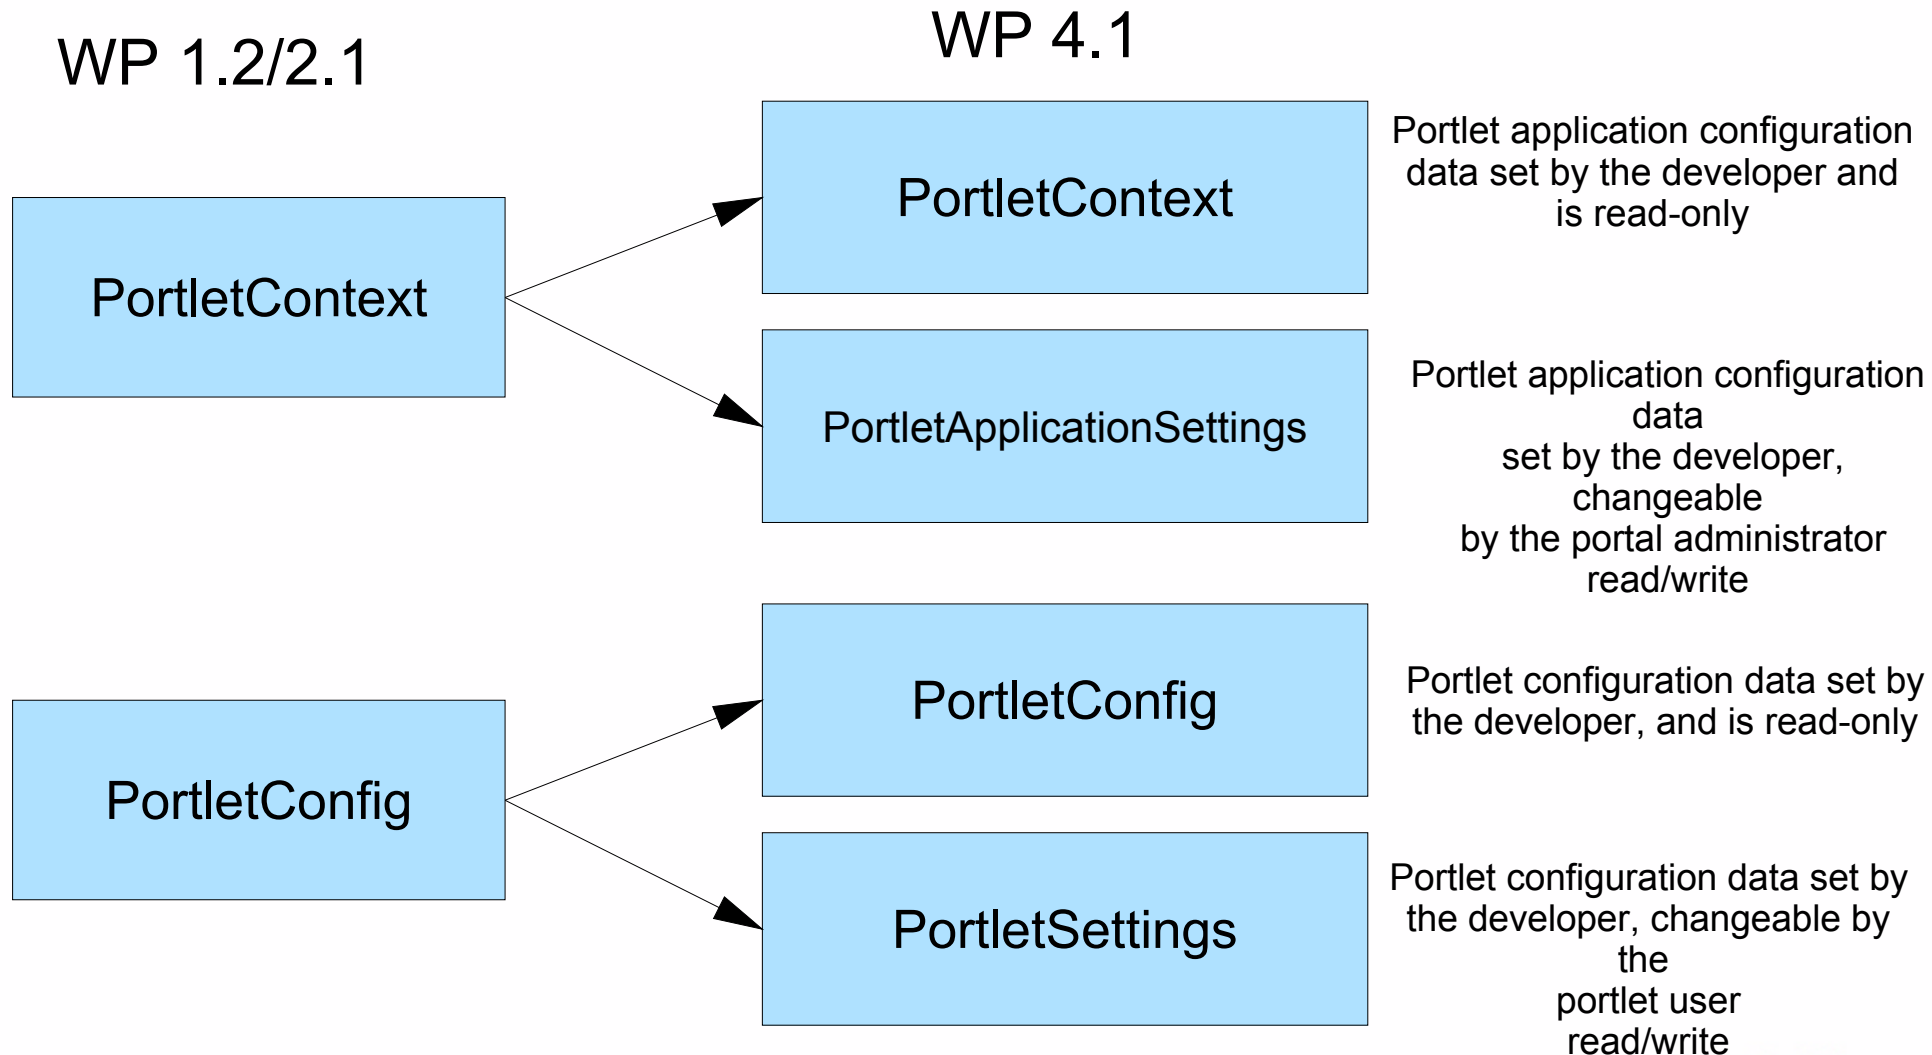 WP 1.2/2.1
WP 4.1
PortletContext
PortletContext
Portlet application configuration
data set by the developer and
is read-only
PortletApplicationSettings
Portlet application configuration
data
set by the developer,
changeable
by the portal administrator
read/write
PortletConfig
PortletConfig
Portlet configuration data set by
the developer, and is read-only
PortletSettings
Portlet configuration data set by
the developer, changeable by
the
portlet user
read/write